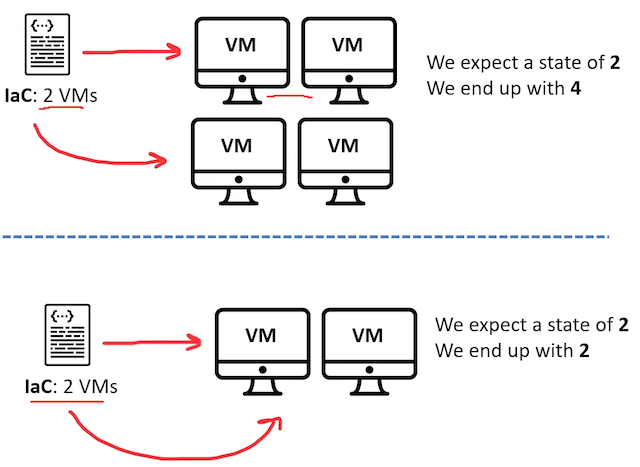 {···}
VM
VM
We expect a state of 2
We end up with 4
IaC: 2 VMs
VM
VM
{···}
VM
VM
We expect a state of 2
We end up with 2
IaC: 2 VMs